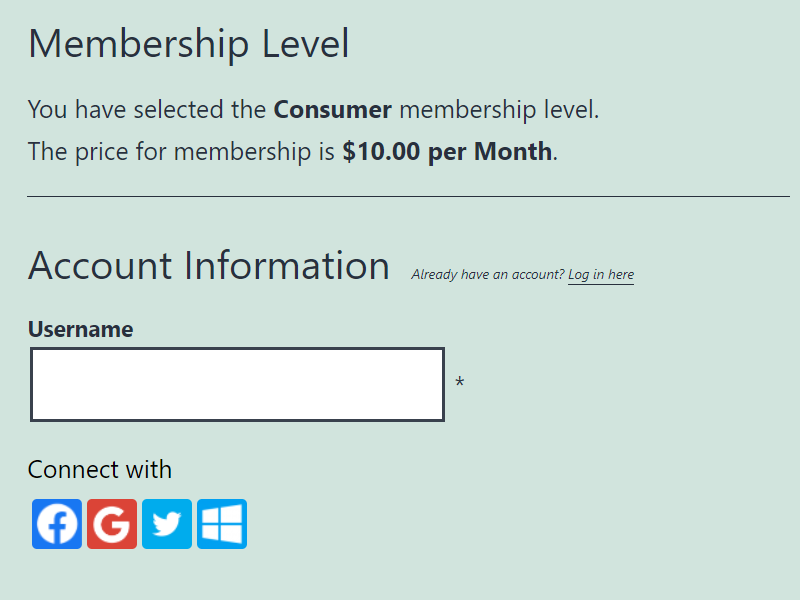 Membership Level
You have selected the Consumer membership level.
The price for membership is $10.00 per Month.
Account Information Already have an account? Log in here
Username
*
Connect with